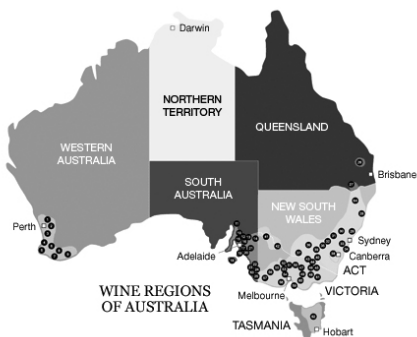 Darwin
NORTHERN
TERRITORY
QUEENSLAND
WESTERN
AUSTRALIA
Brisbane
SOUTH
AUSTRALIA
NEW SOUTH
WALES
Perth
Sydney
Adelaide
Canberra
ACT
WINE REGIONS
OF AUSTRALIA
Melbourne
VICTORIA
TASMANIA
Hobart